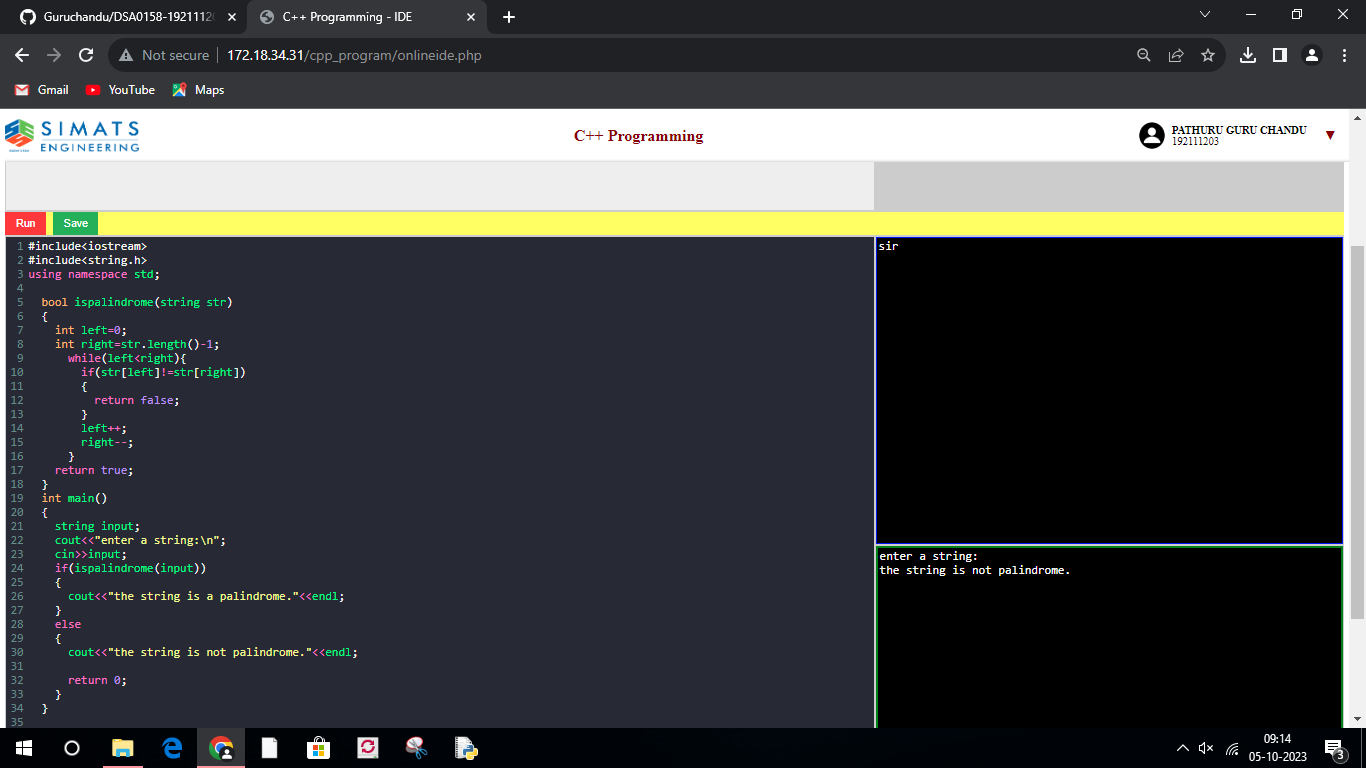 Guruchandu/DSA0158-1921112
C++ Programming - IDE
Not secure
172.18.34.31/cpp_program/onlineide.php
Gmail
YouTube
Maps
SIMATS
ENGINEERING
C++ Programming
PATHURU GURU CHANDU
192111203
Run
Save
1 #include<iostream>
2 #include<string.h>
3 using namespace std;
4
5 bool ispalindrome(string str)
6 {
7 int left=0;
8 int right=str.length()-1;
9 while(left<right){
10 if(str[left]!=str[right])
11 {
12 return false;
13 }
14 left++;
15 right--;
16 }
17 return true;
18 }
19 int main()
20 {
21 string input;
22 cout<<"enter a string:\n";
23 cin>>input;
24 if(ispalindrome(input))
25 {
26 cout<<"the string is a palindrome."<<endl;
27 }
28 else
29 {
30 cout<<"the string is not palindrome."<<endl;
31
32 return 0;
33 }
34 }
35
sir
enter a string:
the string is not palindrome.
09:14
05-10-2023
3